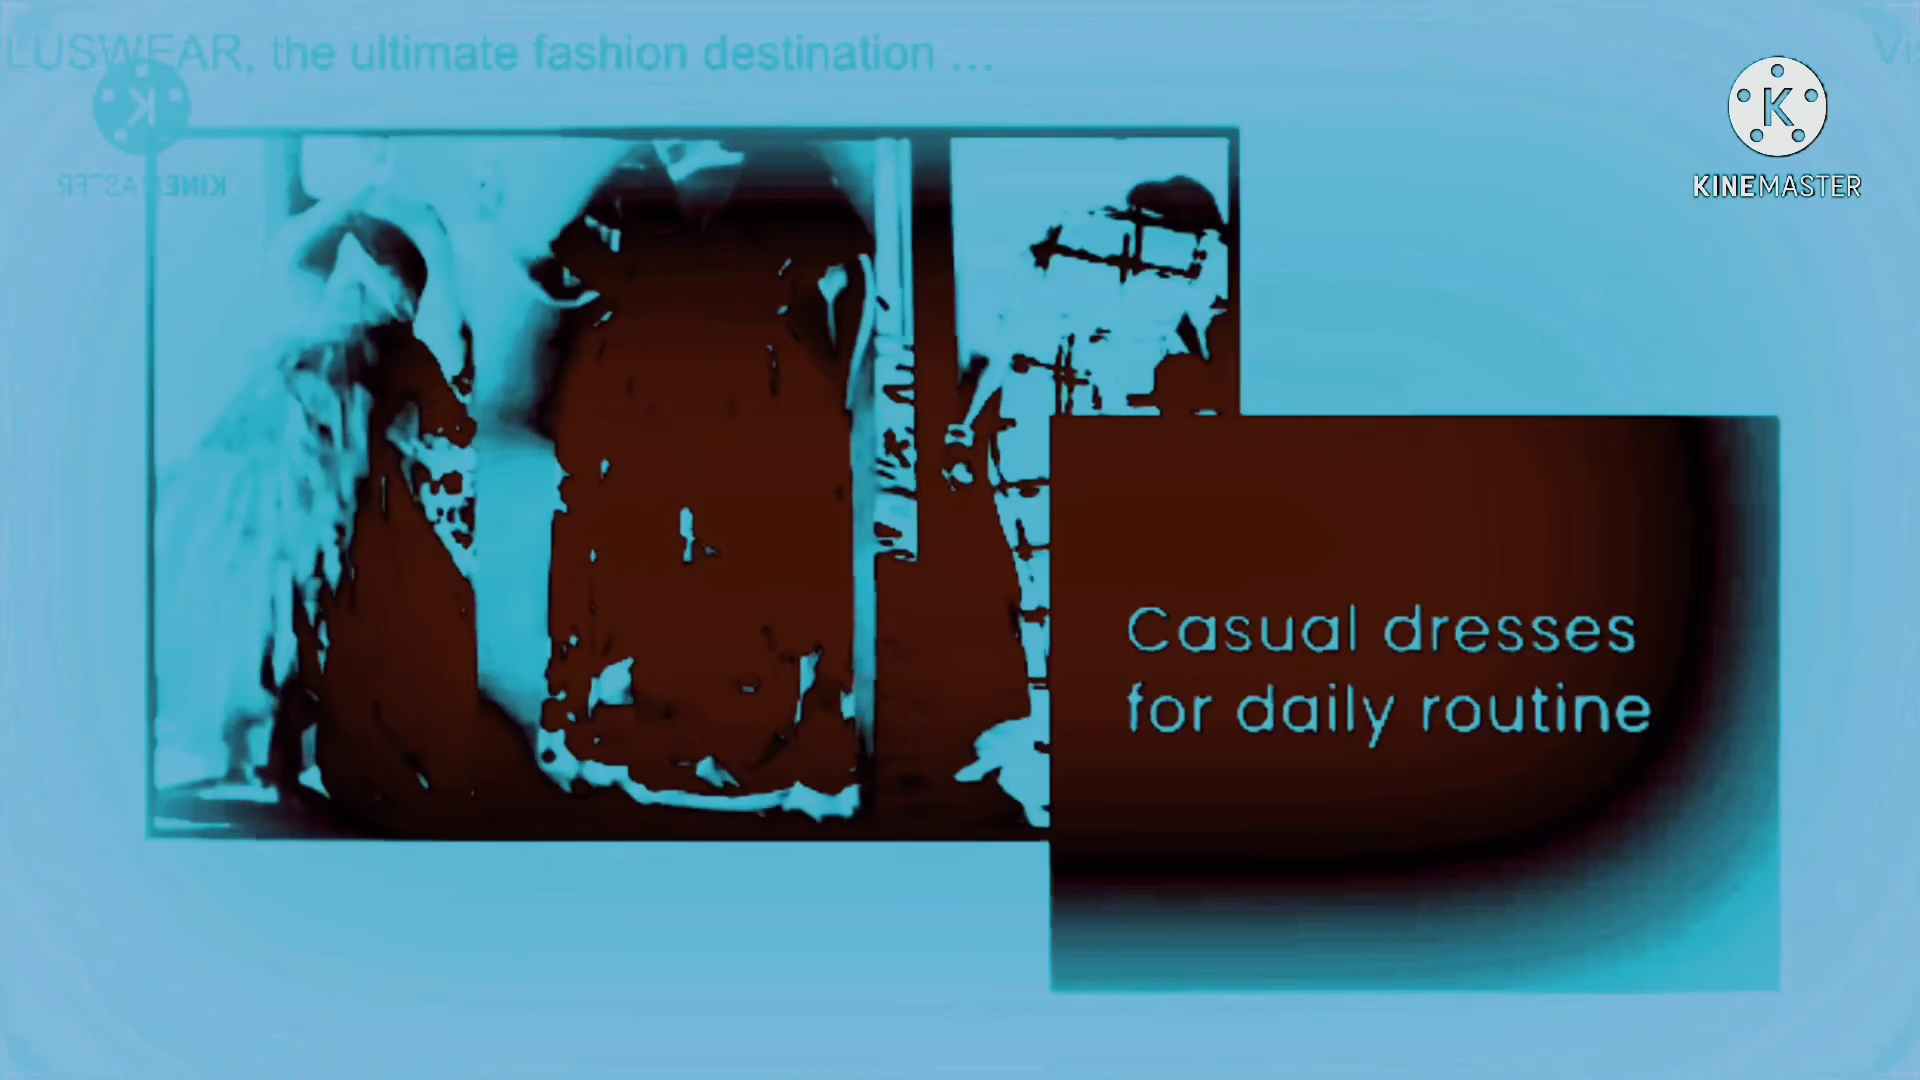 LUSWEAR, the ultimate fashion destination ...
K
KINEMASTER
K
KINEMASTER
Casual dresses
for daily routine